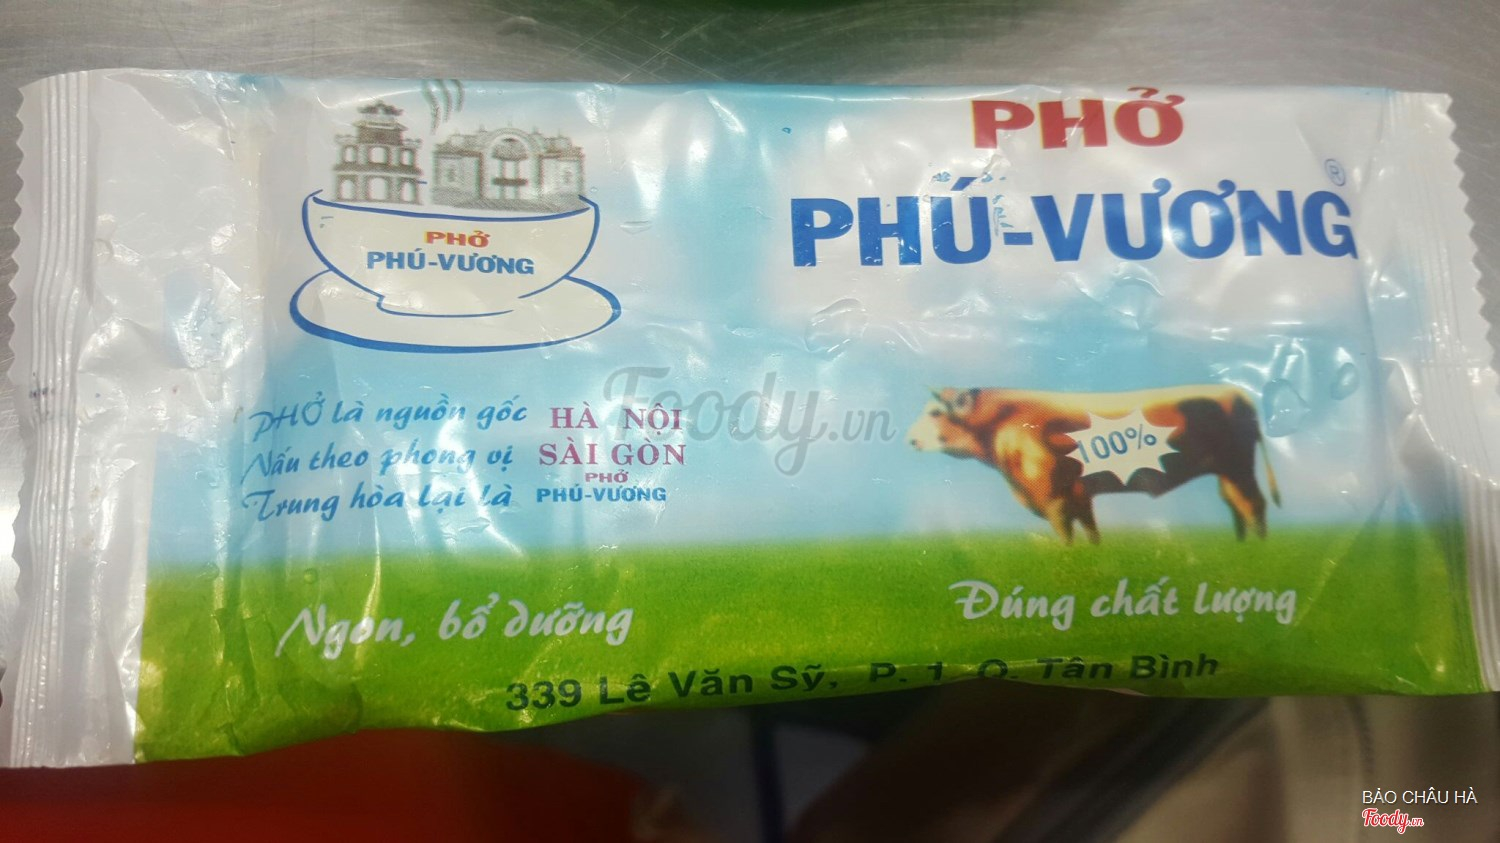 PHỞ
PHÚ-VƯƠNG
®
PHỞ
PHÚ-VƯƠNG
PHỞ là nguồn gốc HÀ NỘI
Nấu theo phong vị SÀI GÒN
Trung hòa lại là PHỞ PHÚ-VƯƠNG
100%
Ngon, bổ dưỡng
Đúng chất lượng
339 Lê Văn Sỹ, P. 1 Q. Tân Bình
Foody.vn
BẢO CHÂU HÀ
Foody.vn